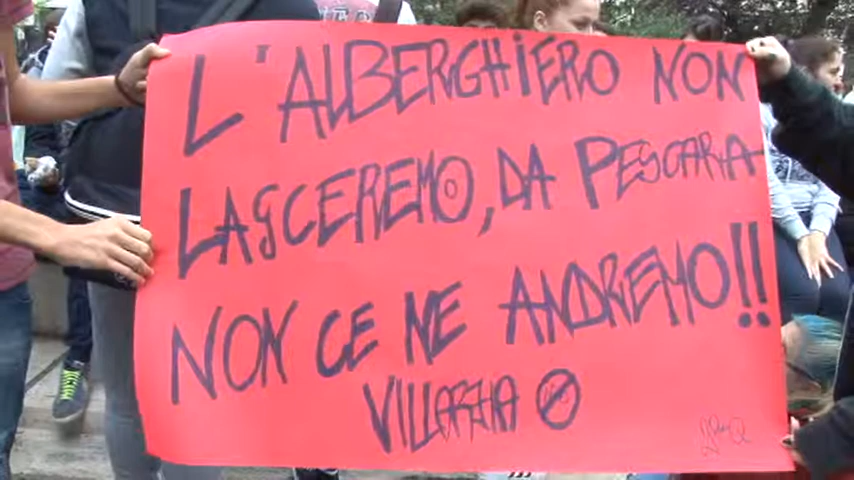 L'ALBERGHIERO NON
LASCEREMO, DA PESCARA
NON CE NE ANDREMO!!
VILLAREIA